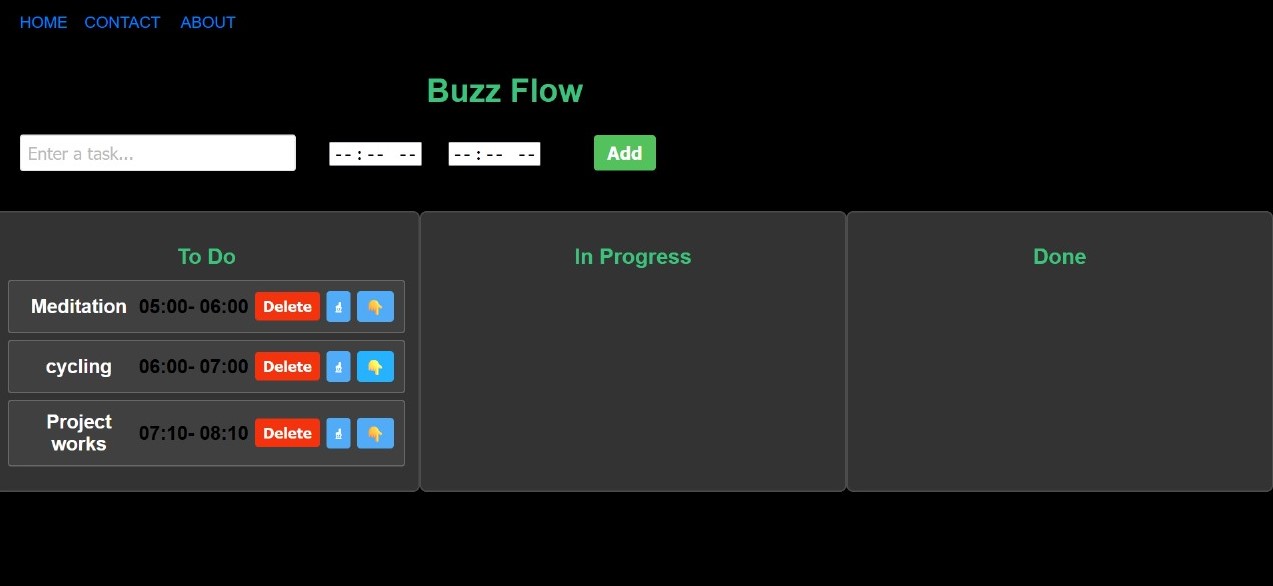 HOME CONTACT ABOUT
Buzz Flow
Enter a task... --:-- -- --:-- -- Add
To Do In Progress Done
Meditation 05:00- 06:00 Delete
cycling 06:00- 07:00 Delete
Project
works 07:10- 08:10 Delete